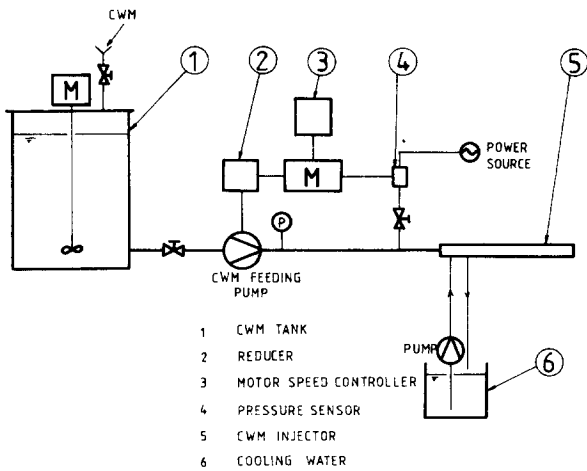 CWM
M
1
2
3
4
5
POWER
SOURCE
M
P
CWM FEEDING
PUMP
PUMP
6
1 CWM TANK
2 REDUCER
3 MOTOR SPEED CONTROLLER
4 PRESSURE SENSOR
5 CWM INJECTOR
6 COOLING WATER